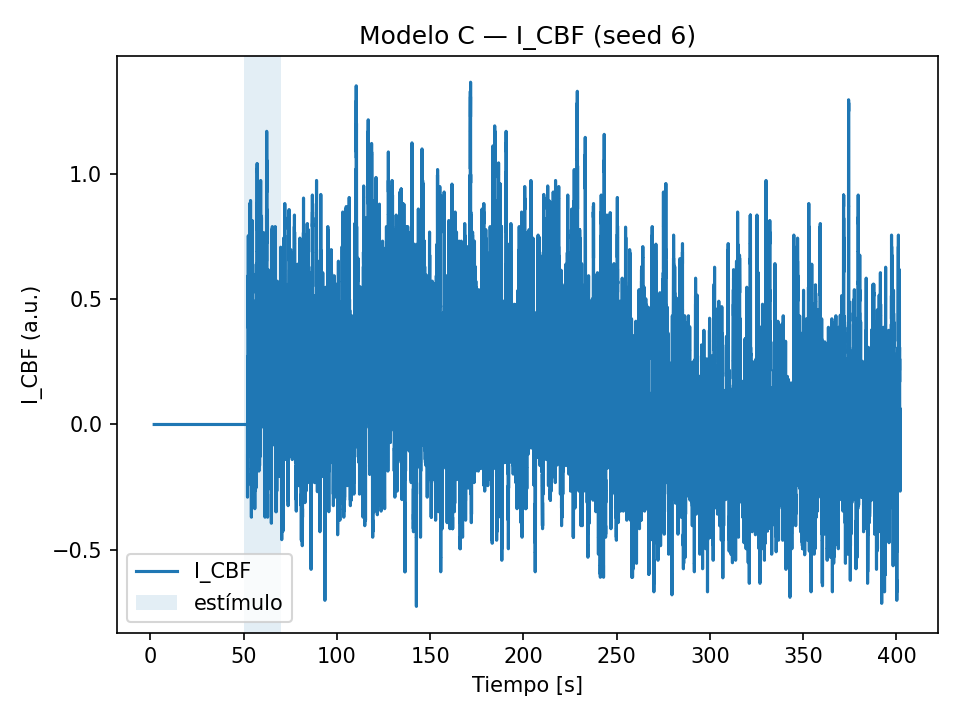 Modelo C — I_CBF (seed 6)
I_CBF (a.u.)
1.0
0.5
0.0
−0.5
I_CBF
estímulo
0 50 100 150 200 250 300 350 400
Tiempo [s]